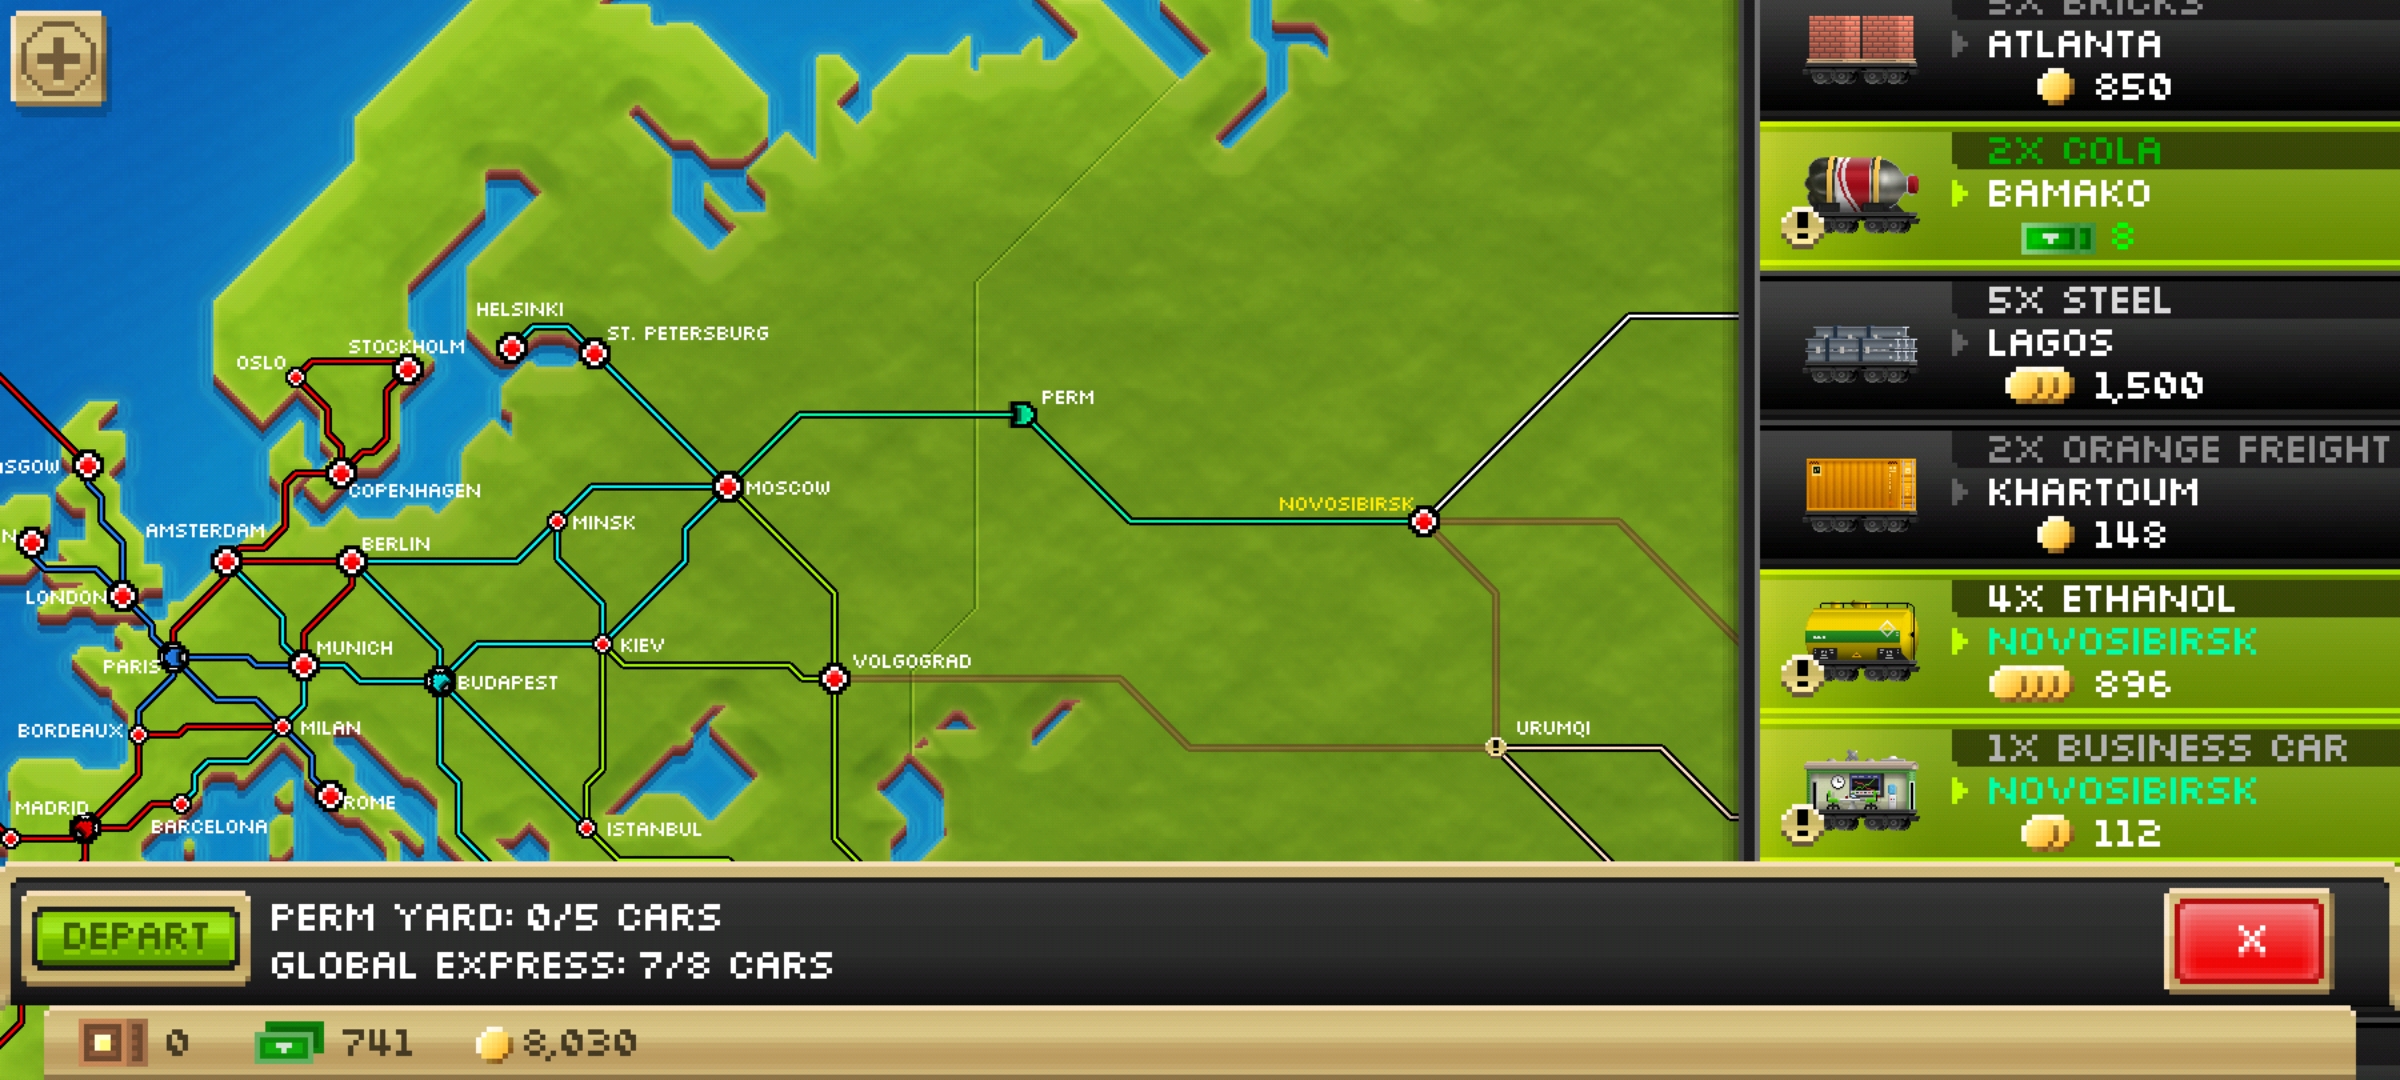 HELSINKI
ST. PETERSBURG
STOCKHOLM
OSLO
PERM
COPENHAGEN
MOSCOW
NOVOSIBIRSK
MINSK
AMSTERDAM
BERLIN
LONDON
MUNICH
KIEV
PARIS
VOLGOGRAD
BUDAPEST
BORDEAUX
MILAN
URUMQI
MADRID
ROME
BARCELONA
ISTANBUL
5X BRICKS
ATLANTA
850
2X COLA
BAMAKO
8
5X STEEL
LAGOS
1,500
2X ORANGE FREIGHT
KHARTOUM
148
4X ETHANOL
NOVOSIBIRSK
896
1X BUSINESS CAR
NOVOSIBIRSK
112
DEPART
PERM YARD: 0/5 CARS
GLOBAL EXPRESS: 7/8 CARS
X
0
741
8,030